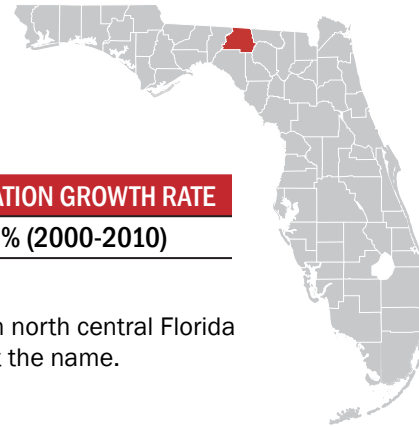 ATION GROWTH RATE
% (2000-2010)
n north central Florida
the name.